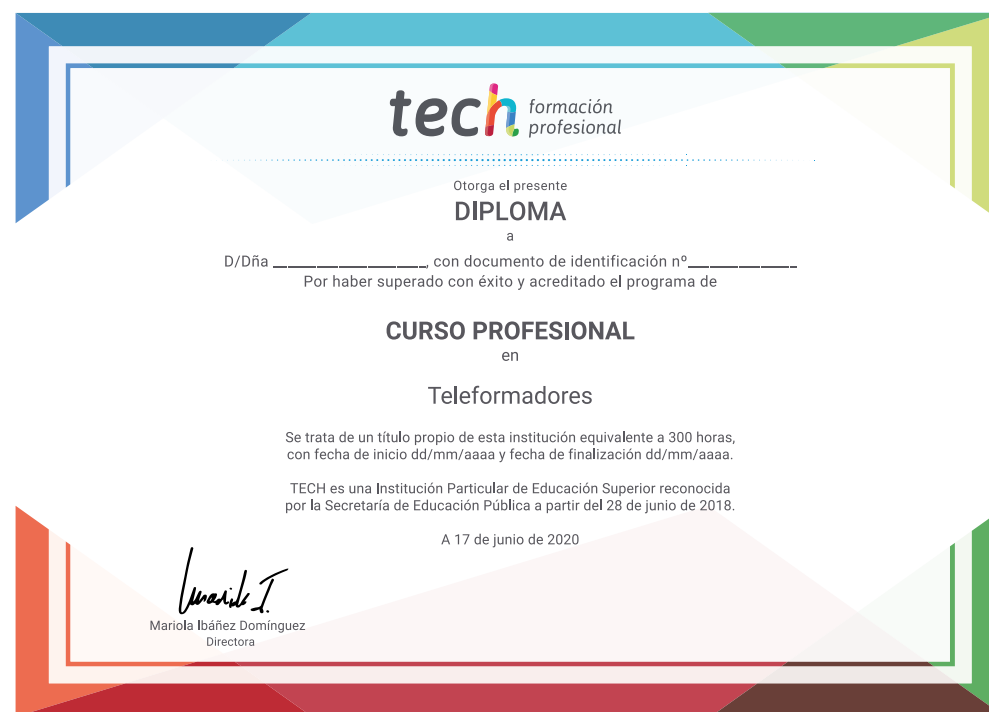 tech formación
profesional
Otorga el presente
DIPLOMA
a
D/Dña ____________________, con documento de identificación nº______________
Por haber superado con éxito y acreditado el programa de
CURSO PROFESIONAL
en
Teleformadores
Se trata de un título propio de esta institución equivalente a 300 horas,
con fecha de inicio dd/mm/aaaa y fecha de finalización dd/mm/aaaa.
TECH es una Institución Particular de Educación Superior reconocida
por la Secretaría de Educación Pública a partir del 28 de junio de 2018.
A 17 de junio de 2020
Mariola Ibáñez Domínguez
Directora